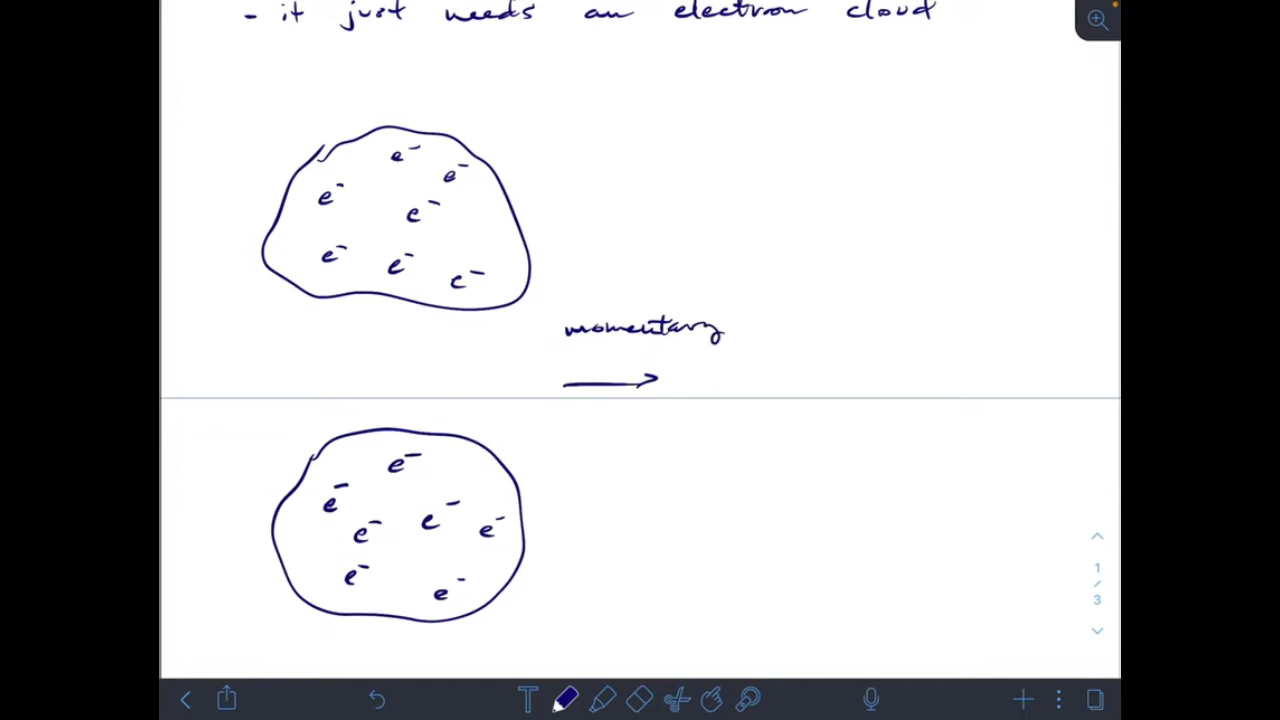 - it just needs an electron cloud
e⁻
e⁻
e⁻
e⁻
e⁻ e⁻ e⁻
momentary
e⁻
e⁻
e⁻ e⁻ e⁻
e⁻ e⁻
1
/
3
T